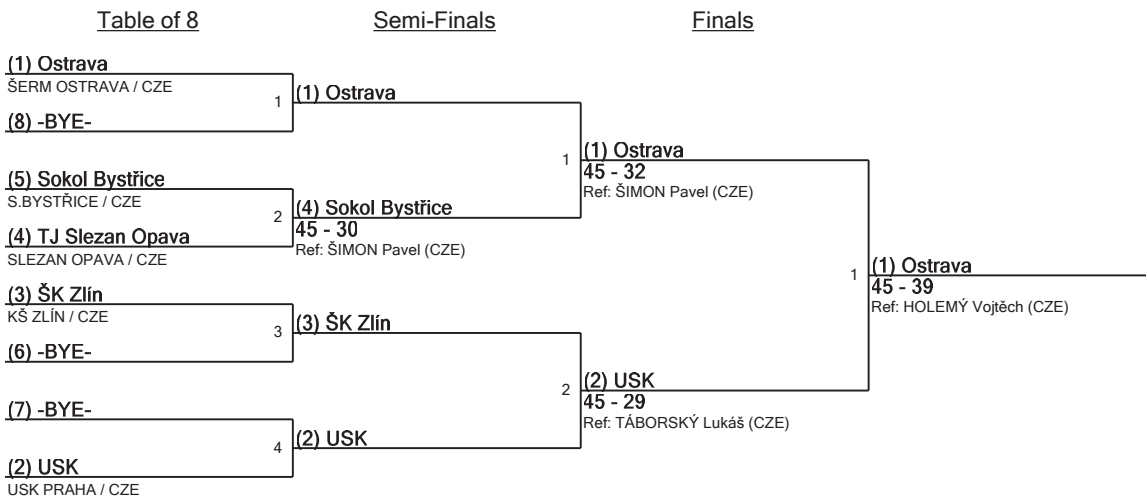 Table of 8
Semi-Finals
Finals
(1) Ostrava
ŠERM OSTRAVA / CZE
1
(8) -BYE-
(5) Sokol Bystřice
S.BYSTŘICE / CZE
2
(4) TJ Slezan Opava
SLEZAN OPAVA / CZE
(3) ŠK Zlín
KŠ ZLÍN / CZE
3
(6) -BYE-
(7) -BYE-
4
(2) USK
USK PRAHA / CZE
(1) Ostrava
1
(4) Sokol Bystřice
45 - 30
Ref: ŠIMON Pavel (CZE)
(3) ŠK Zlín
2
(2) USK
(1) Ostrava
45 - 32
Ref: ŠIMON Pavel (CZE)
1
(2) USK
45 - 29
Ref: TÁBORSKÝ Lukáš (CZE)
(1) Ostrava
45 - 39
Ref: HOLEMÝ Vojtěch (CZE)